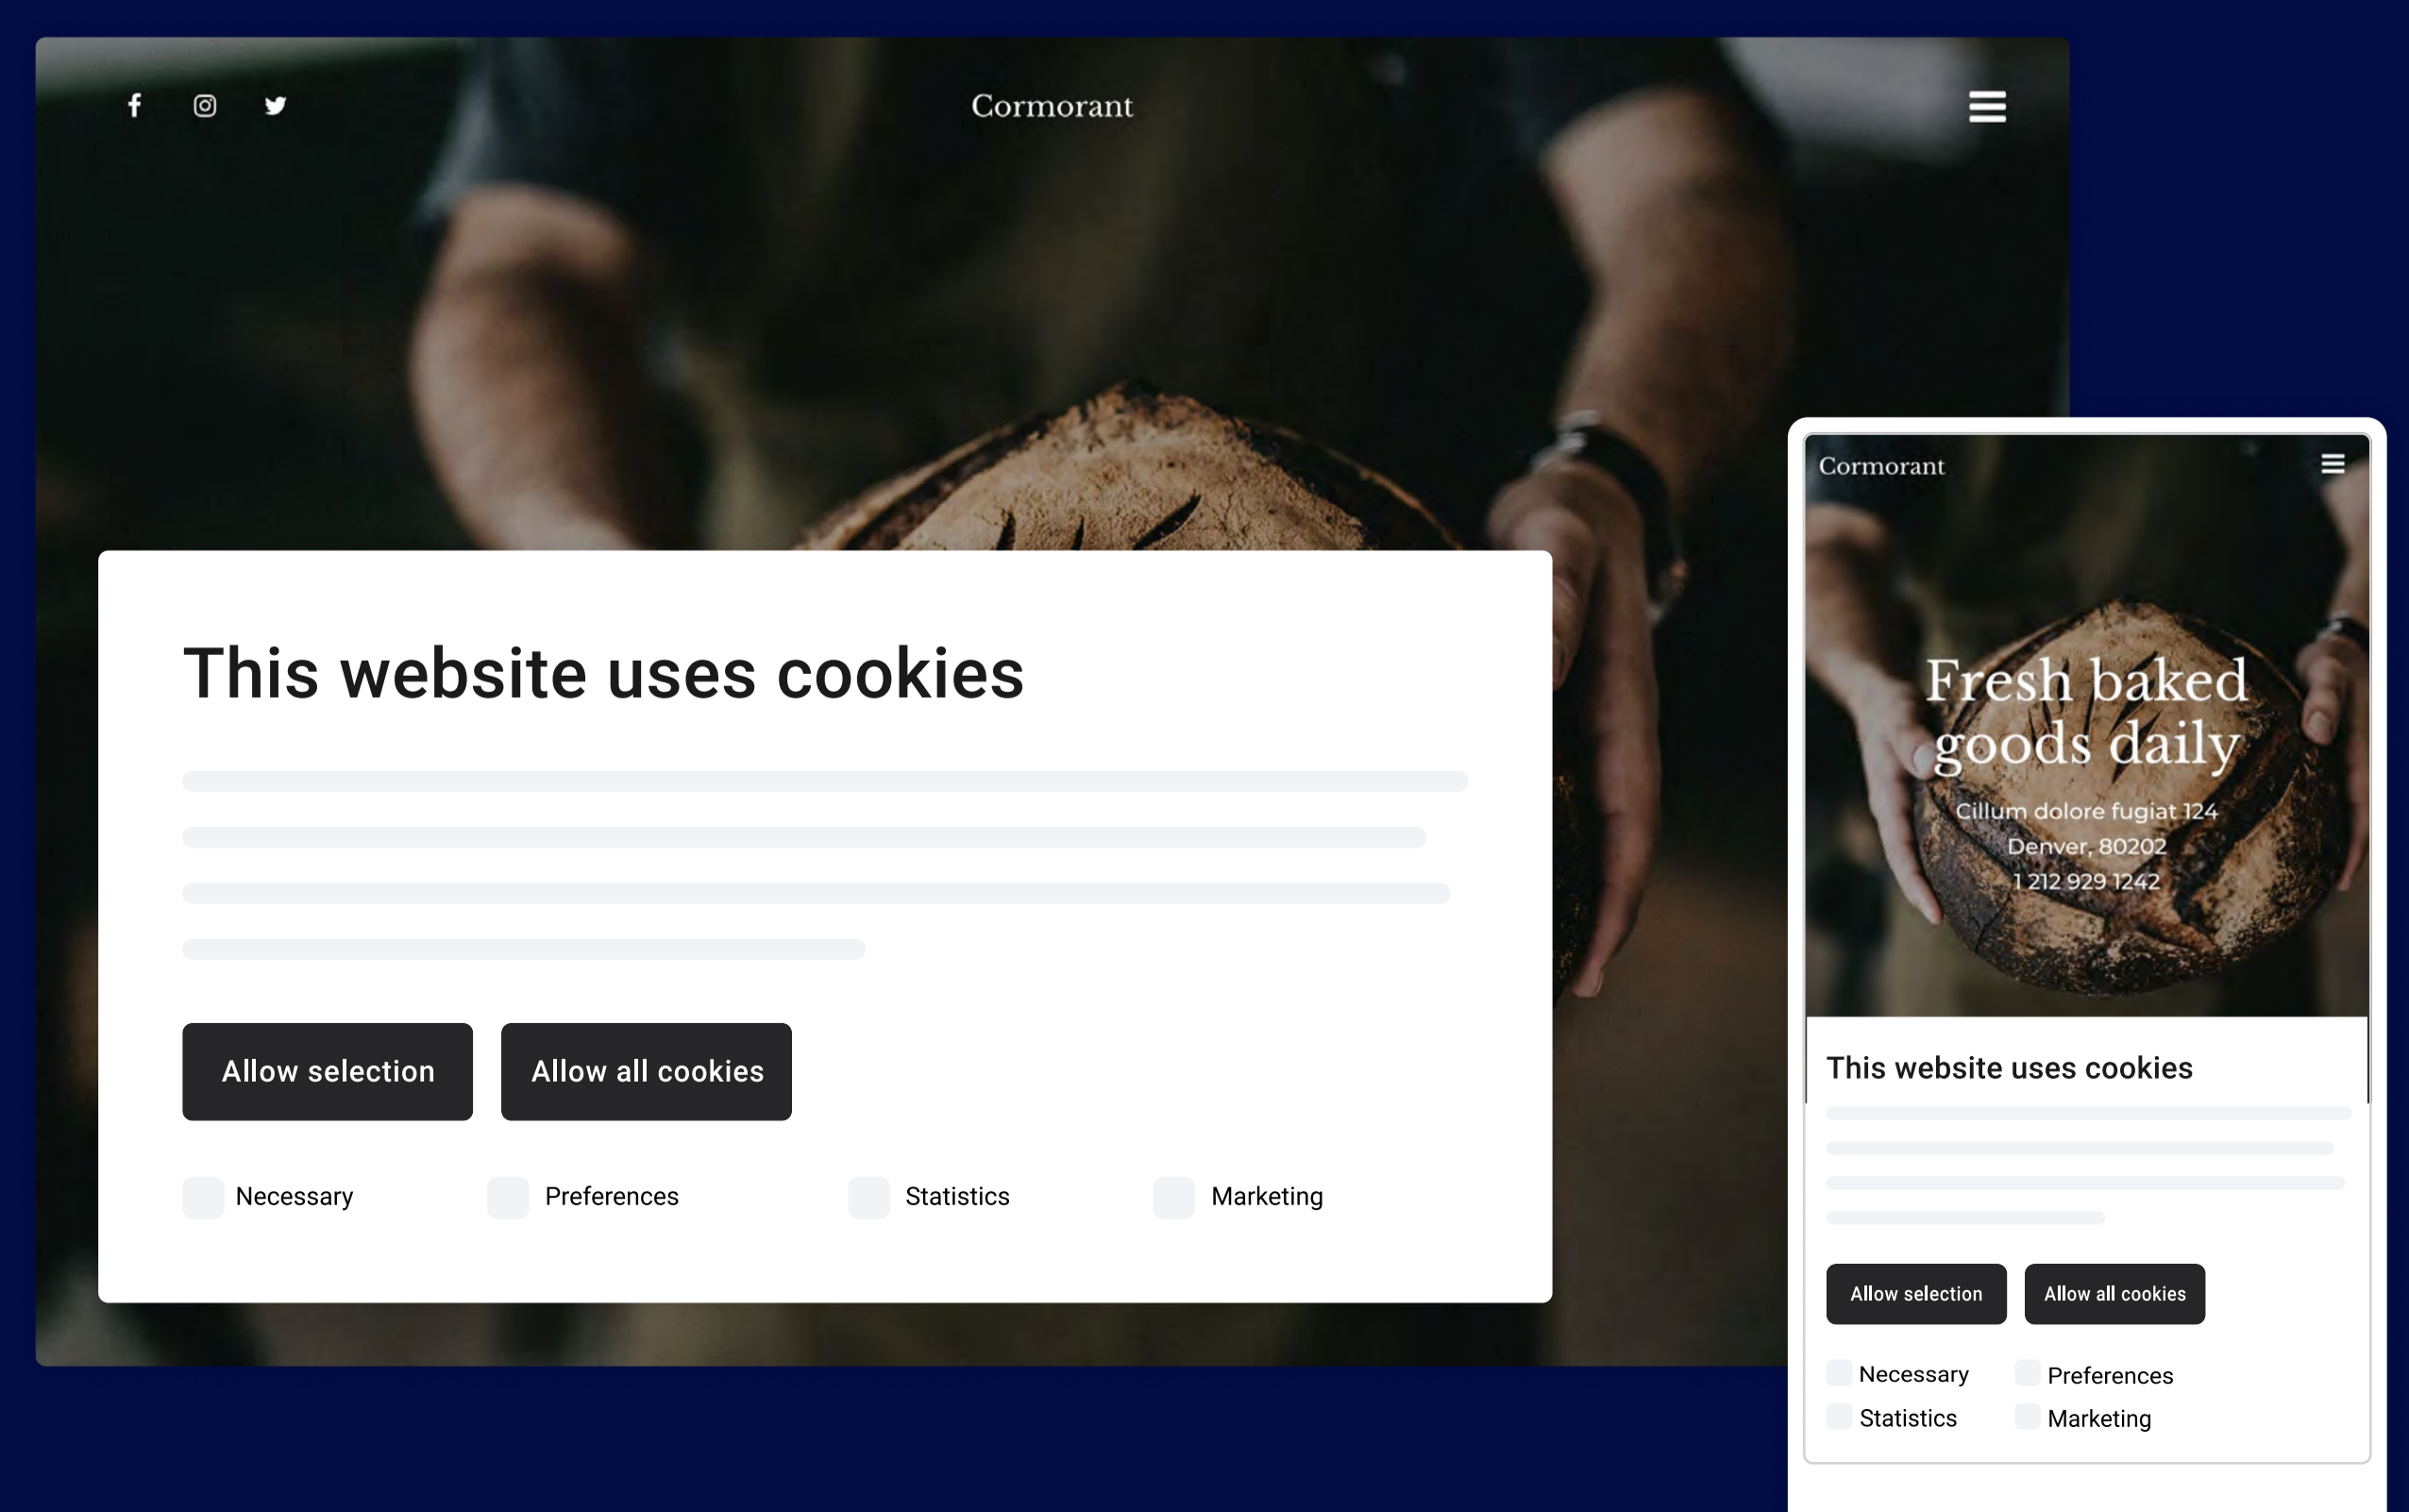 Cormorant
This website uses cookies
Allow selection Allow all cookies
Necessary Preferences Statistics Marketing
Cormorant
Fresh baked
goods daily
Cillum dolore fugiat 124
Denver, 80202
1 212 929 1242
This website uses cookies
Allow selection Allow all cookies
Necessary Preferences
Statistics Marketing